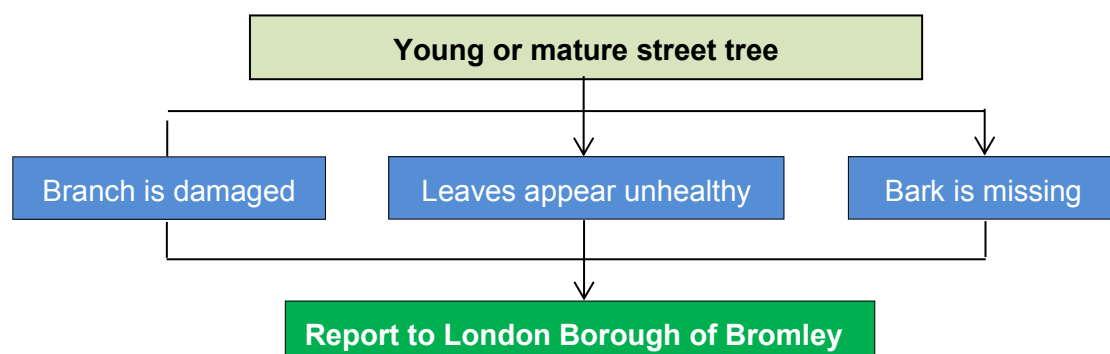 Young or mature street tree
Branch is damaged
Leaves appear unhealthy
Bark is missing
Report to London Borough of Bromley